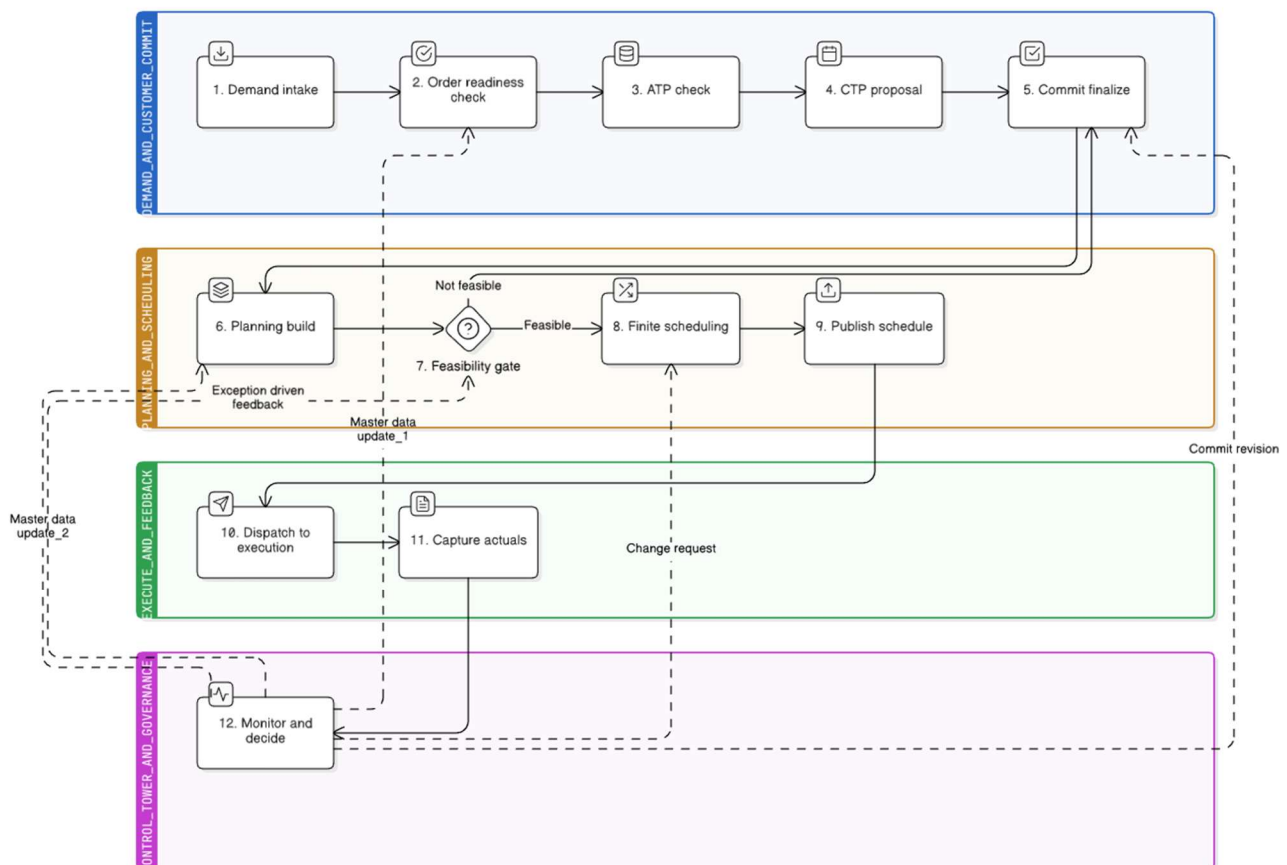 DEMAND_AND_CUSTOMER_COMMIT
1. Demand intake
2. Order readiness
check
3. ATP check
4. CTP proposal
5. Commit finalize
PLANNING_AND_SCHEDULING
Not feasible
6. Planning build
Feasible
8. Finite scheduling
9. Publish schedule
7. Feasibility gate
Exception driven
feedback
Master data
update_1
Commit revision
EXECUTE_AND_FEEDBACK
Master data
update_2
10. Dispatch to
execution
11. Capture actuals
Change request
ONTROL_TOWER_AND_GOVERNANCE
12. Monitor and
decide